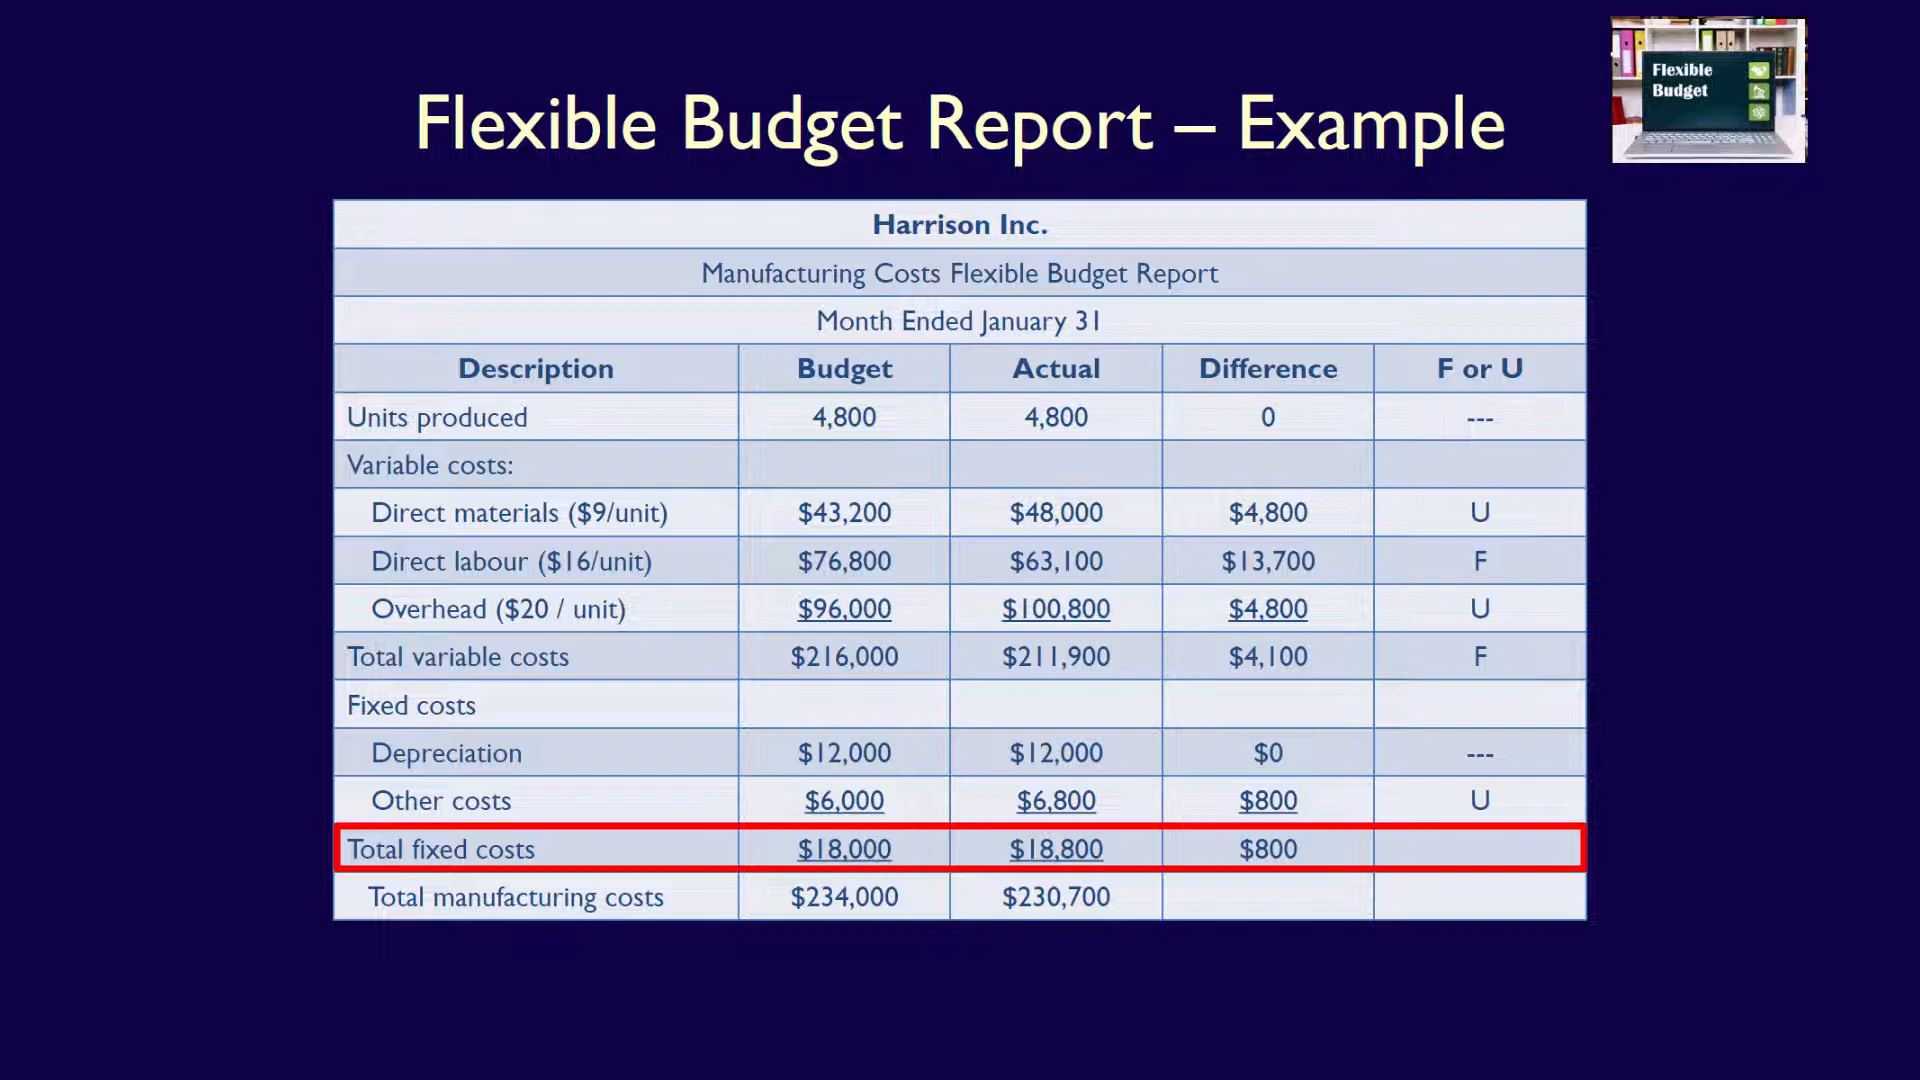 Flexible
Budget
Flexible Budget Report – Example
Harrison Inc.
Manufacturing Costs Flexible Budget Report
Month Ended January 31
Description Budget Actual Difference F or U
Units produced 4,800 4,800 0 ---
Variable costs:
Direct materials ($9/unit) $43,200 $48,000 $4,800 U
Direct labour ($16/unit) $76,800 $63,100 $13,700 F
Overhead ($20 / unit) $96,000 $100,800 $4,800 U
Total variable costs $216,000 $211,900 $4,100 F
Fixed costs
Depreciation $12,000 $12,000 $0 ---
Other costs $6,000 $6,800 $800 U
Total fixed costs $18,000 $18,800 $800
Total manufacturing costs $234,000 $230,700